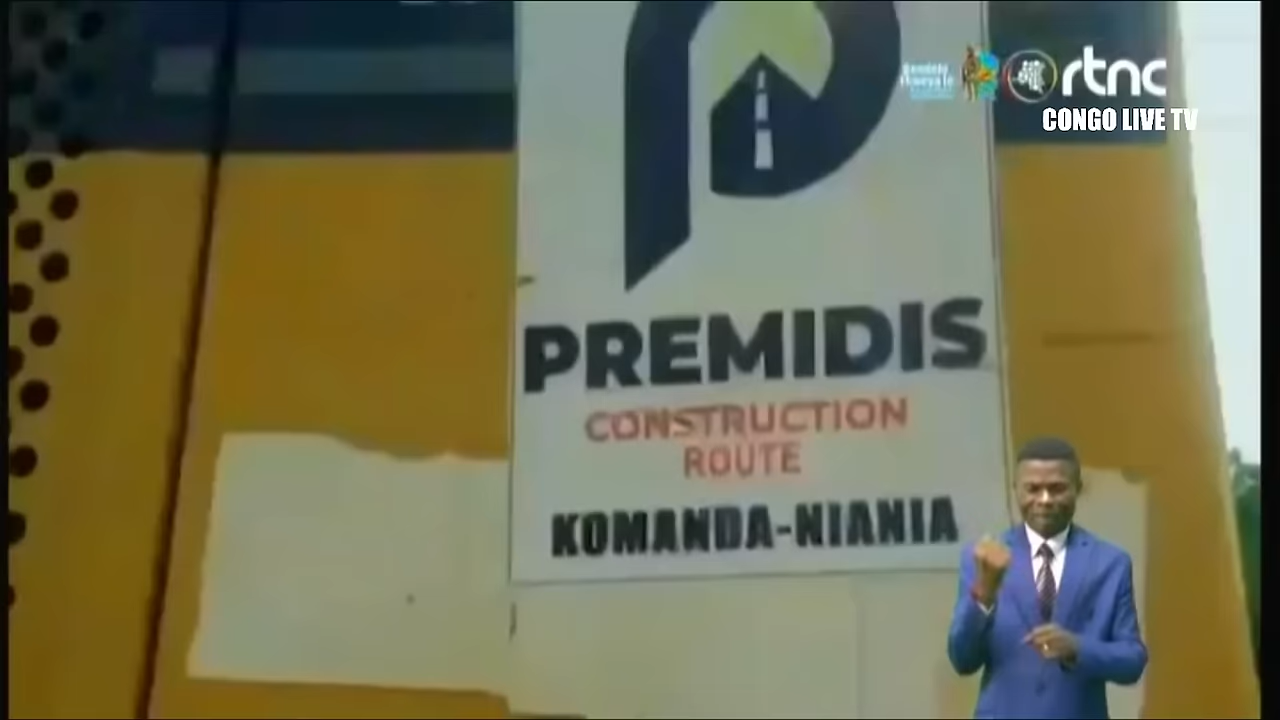 rtnc
CONGO LIVE TV
PREMIDIS
CONSTRUCTION
ROUTE
KOMANDA-NIANIA